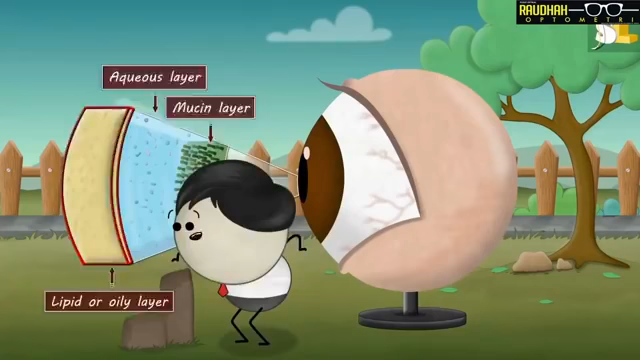 RAUDHAH
OPTOMETRI
Aqueous layer
Mucin layer
Lipid or oily layer